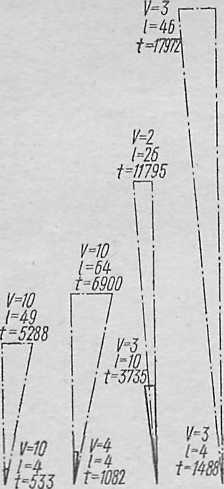 V=3
l=46
t=17972
V=2
l=26
t=11795
V=10
l=64
t=6900
V=10
l=49
t=5288
V=3
l=10
t=3735
V=10
l=4
t=533
V=4
l=4
t=1082
V=3
l=4
t=1488